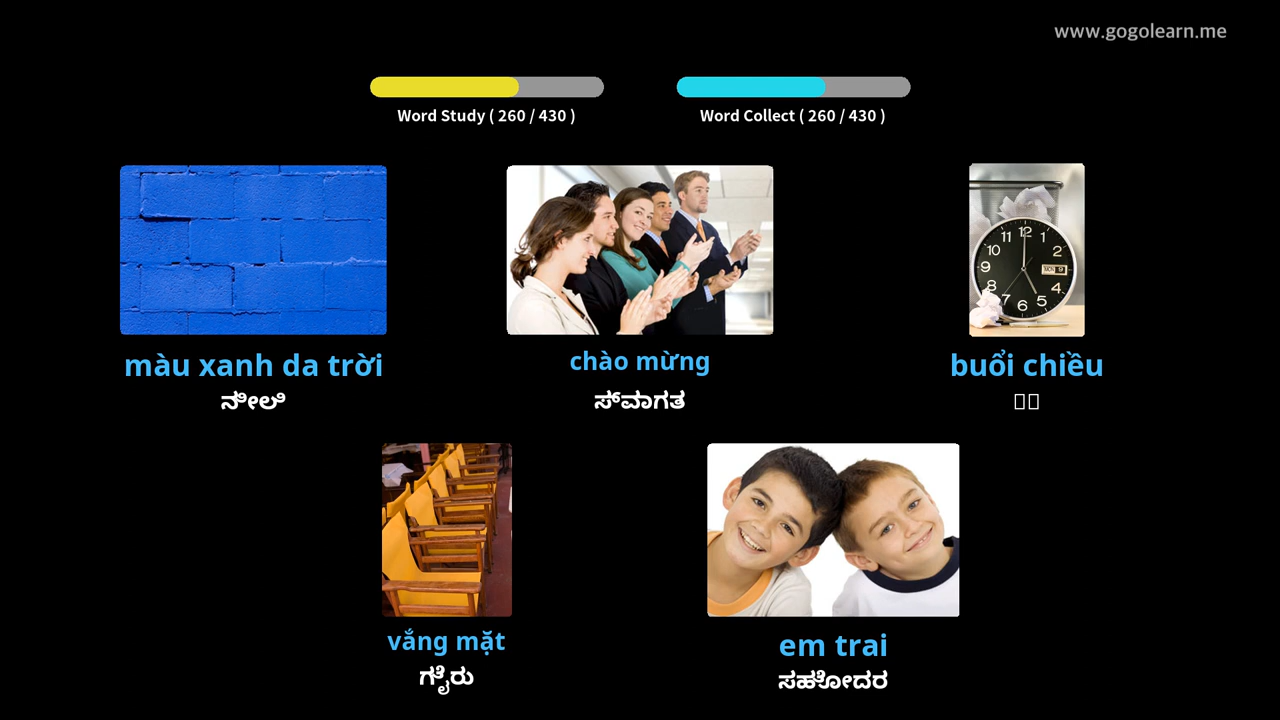 www.gogolearn.me
Word Study ( 260 / 430 )
Word Collect ( 260 / 430 )
màu xanh da trời
chào mừng
buổi chiều
ನೀಲಿ
ಸ್ವಾಗತ
vắng mặt
em trai
ಗೈರು
ಸಹೋದರ